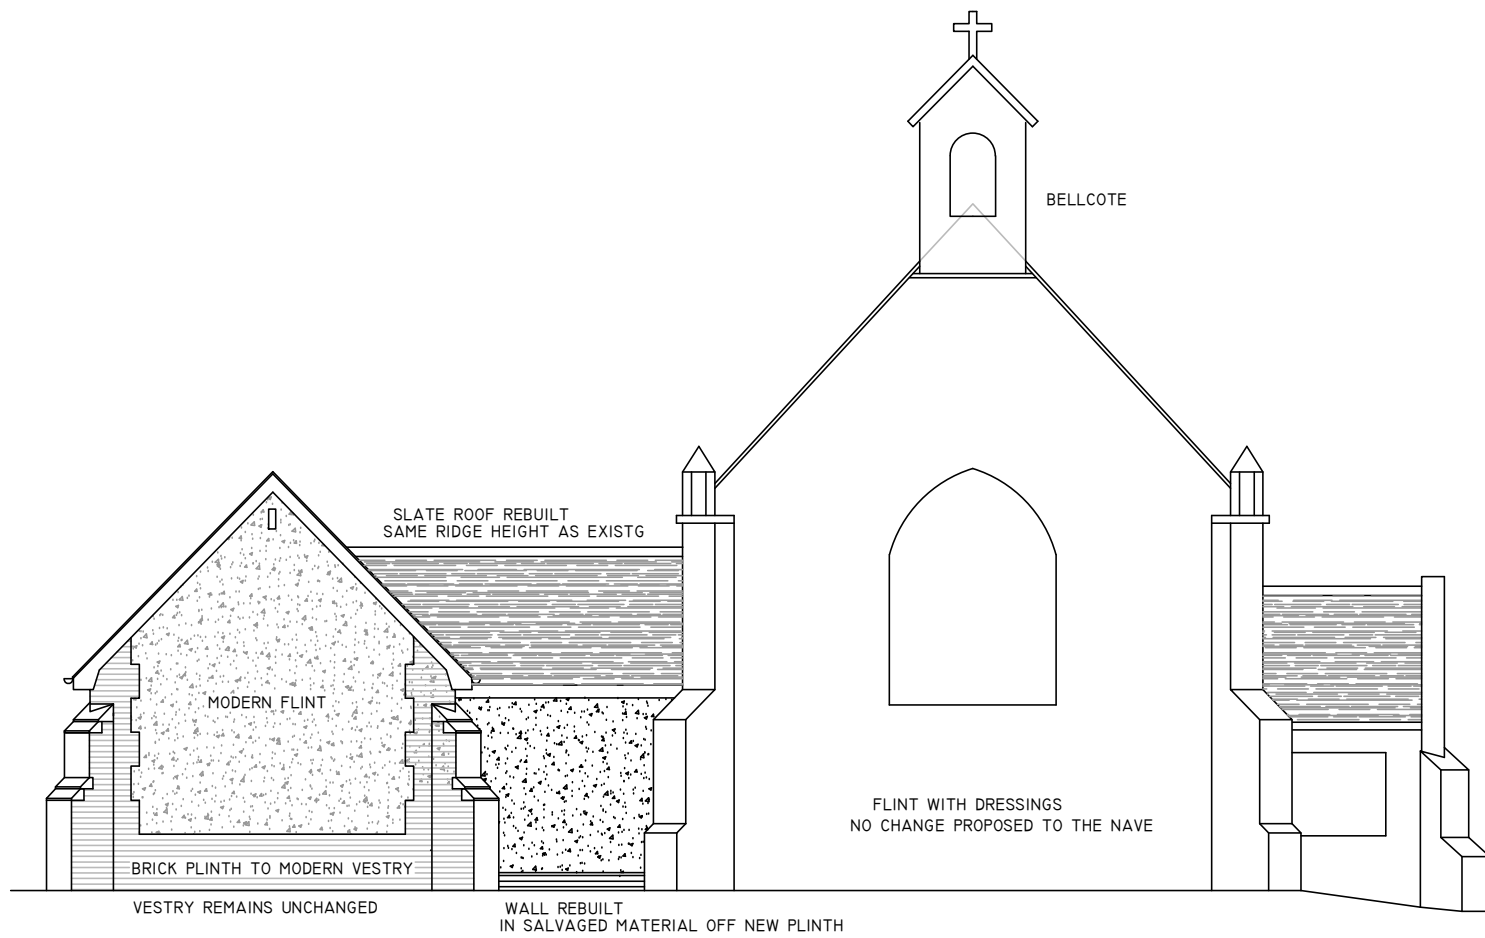 BELLCOTE
SLATE ROOF REBUILT
SAME RIDGE HEIGHT AS EXISTG
MODERN FLINT
FLINT WITH DRESSINGS
NO CHANGE PROPOSED TO THE NAVE
BRICK PLINTH TO MODERN VESTRY
VESTRY REMAINS UNCHANGED
WALL REBUILT
IN SALVAGED MATERIAL OFF NEW PLINTH